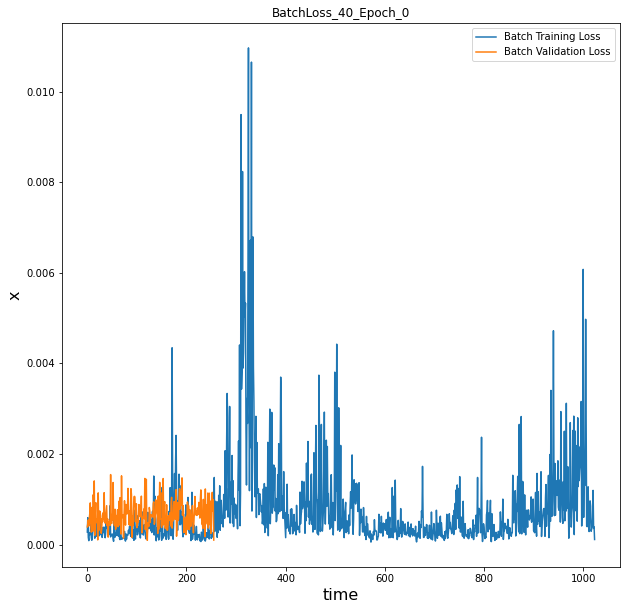 BatchLoss_40_Epoch_0
Batch Training Loss
Batch Validation Loss
0.010
0.008
0.006
0.004
0.002
0.000
x
0 200 400 600 800 1000
time